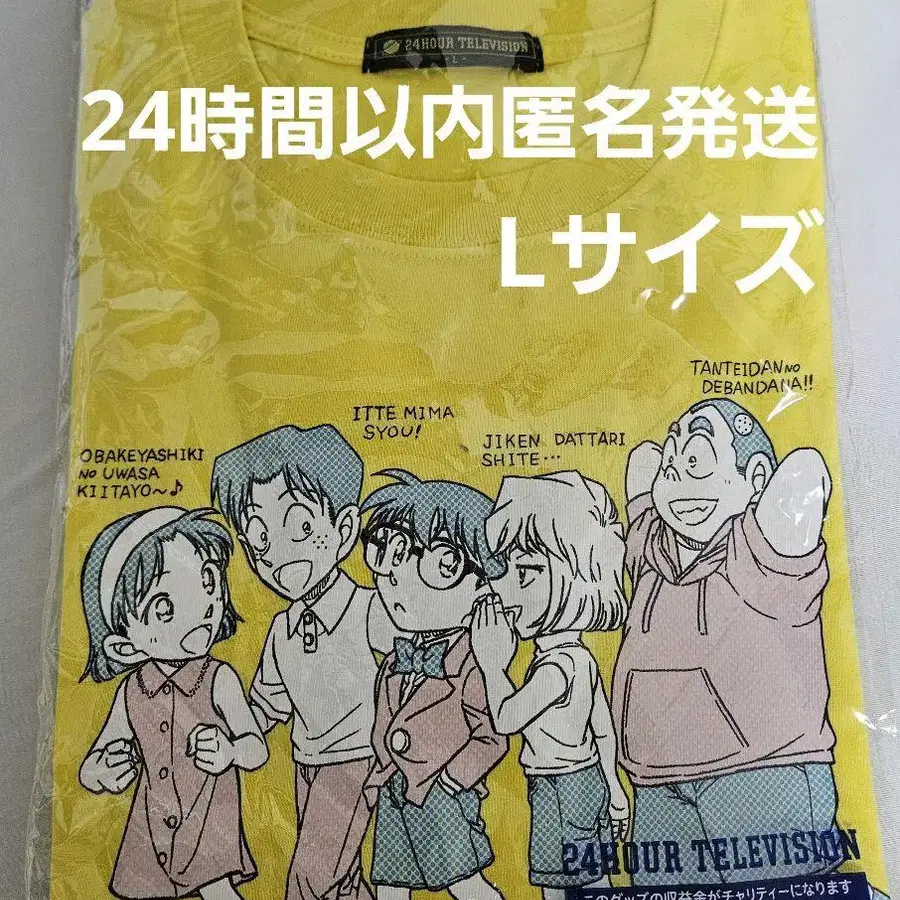 24HOUR TELEVISION
- L -
24時間以内匿名発送
Lサイズ
TANTEIDAN NO
DEBANDANA!!
ITTE MIMA
SYOU!
JIKEN DATTARI
SHITE...
OBAKEYASHIKI
NO UWASA
KIITAYO〜♪
24HOUR TELEVISION
このグッズの収益金がチャリティーになります